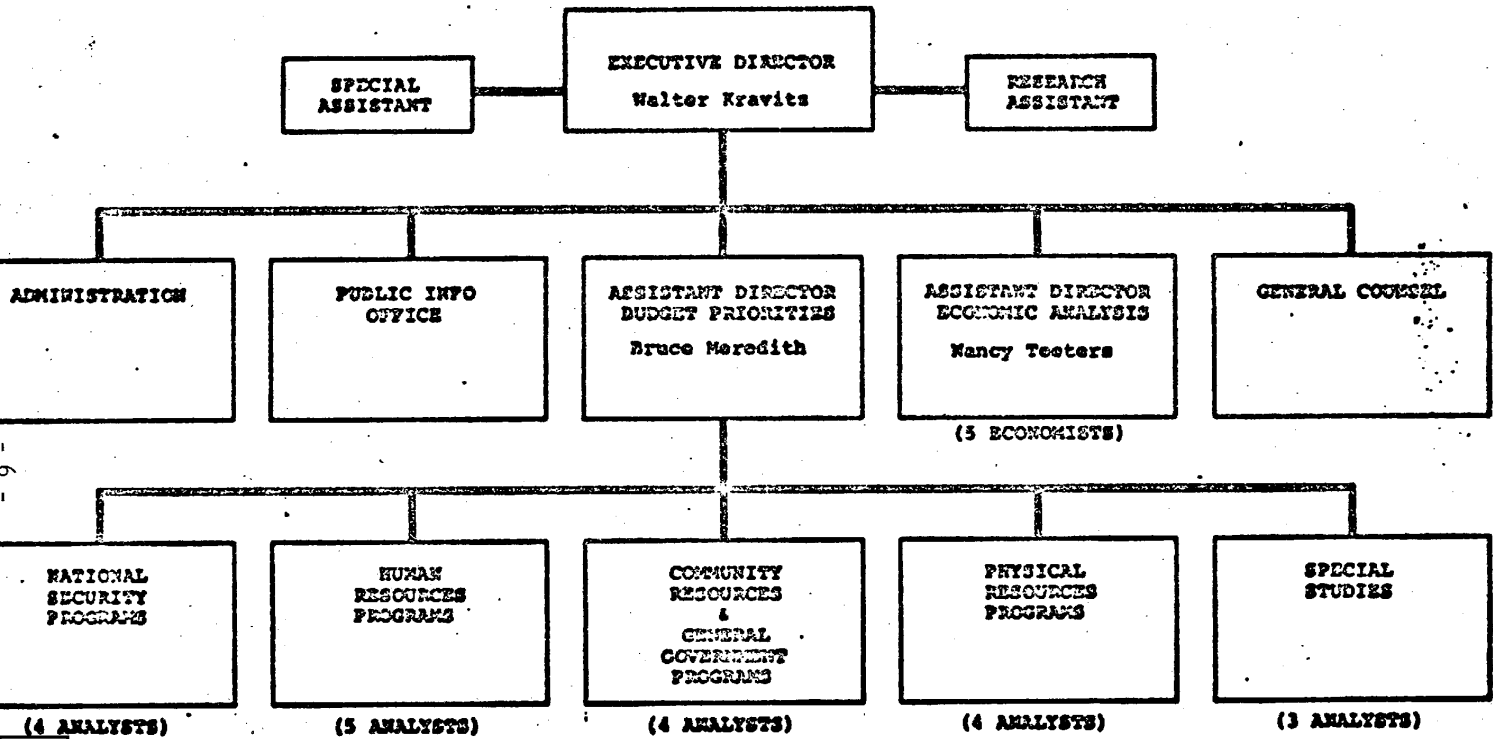 EXECUTIVE DIRECTOR
Walter Kravitz
SPECIAL
ASSISTANT
RESEARCH
ASSISTANT
ADMINISTRATION
PUBLIC INFO
OFFICE
ASSISTANT DIRECTOR
BUDGET PRIORITIES
Bruce Meredith
ASSISTANT DIRECTOR
ECONOMIC ANALYSIS
Nancy Teeters
(5 ECONOMISTS)
GENERAL COUNSEL
- 9 -
NATIONAL
SECURITY
PROGRAMS
(4 ANALYSTS)
HUMAN
RESOURCES
PROGRAMS
(5 ANALYSTS)
COMMUNITY
RESOURCES
&
GENERAL
GOVERNMENT
PROGRAMS
(4 ANALYSTS)
PHYSICAL
RESOURCES
PROGRAMS
(4 ANALYSTS)
SPECIAL
STUDIES
(3 ANALYSTS)